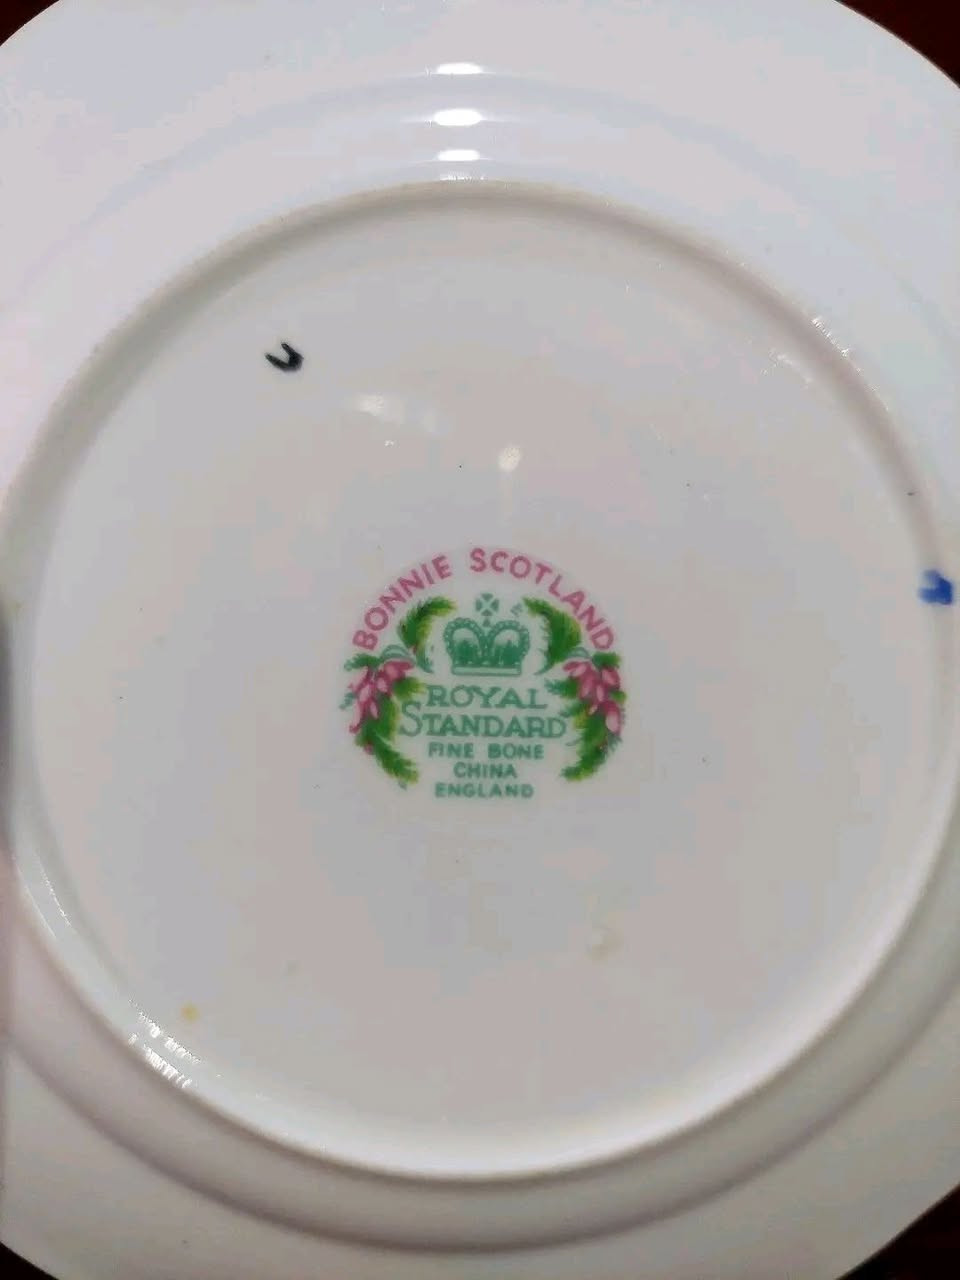 BONNIE SCOTLAND
ROYAL
STANDARD
FINE BONE
CHINA
ENGLAND